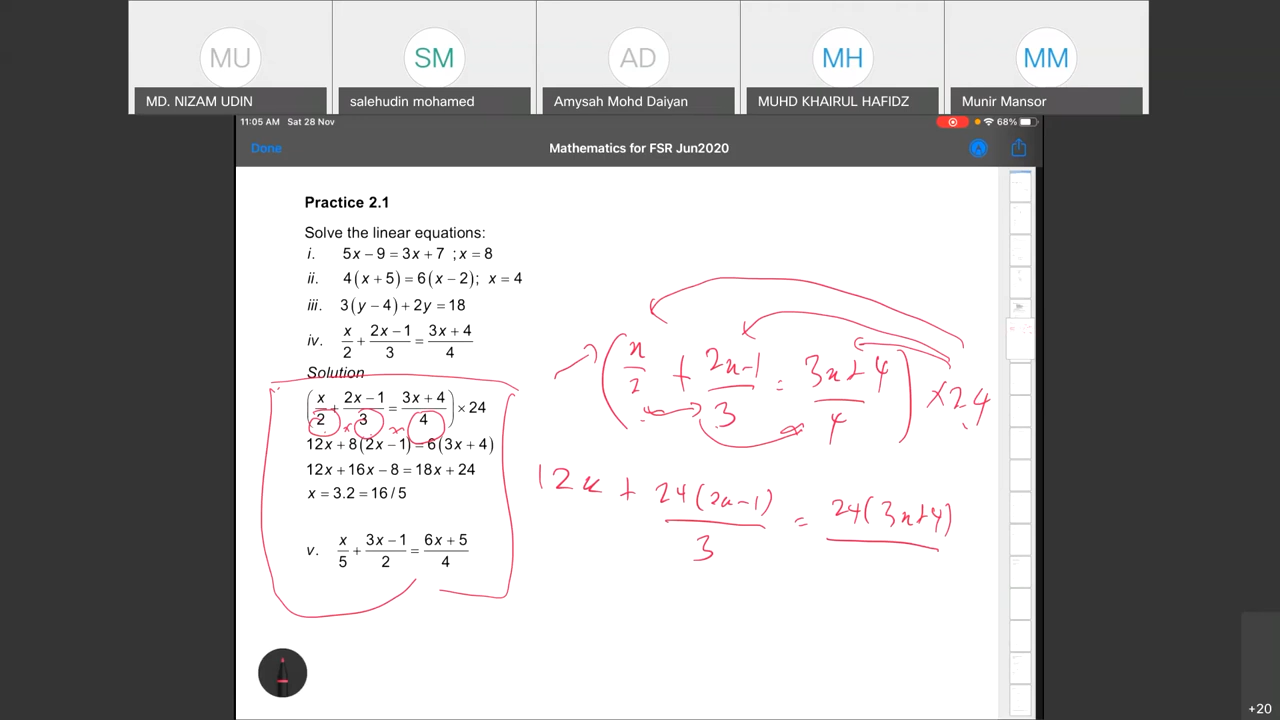 MU SM AD MH MM
MD. NIZAM UDIN salehudin mohamed Amysah Mohd Daiyan MUHD KHAIRUL HAFIDZ Munir Mansor
11:05 AM Sat 28 Nov 68%
Done Mathematics for FSR Jun2020
Practice 2.1
Solve the linear equations:
i. 5x − 9 = 3x + 7 ; x = 8
ii. 4(x + 5) = 6(x − 2); x = 4
iii. 3(y − 4) + 2y = 18
iv. x/2 + (2x − 1)/3 = (3x + 4)/4
Solution
(x/2 + (2x − 1)/3 = (3x + 4)/4) × 24
12x + 8(2x − 1) = 6(3x + 4)
12x + 16x − 8 = 18x + 24
x = 3.2 = 16 / 5
v. x/5 + (3x − 1)/2 = (6x + 5)/4
(x/2 + (2x-1)/3 = (3x+4)/4) × 24
12x + 24(2x-1)/3 = 24(3x+4)
+20